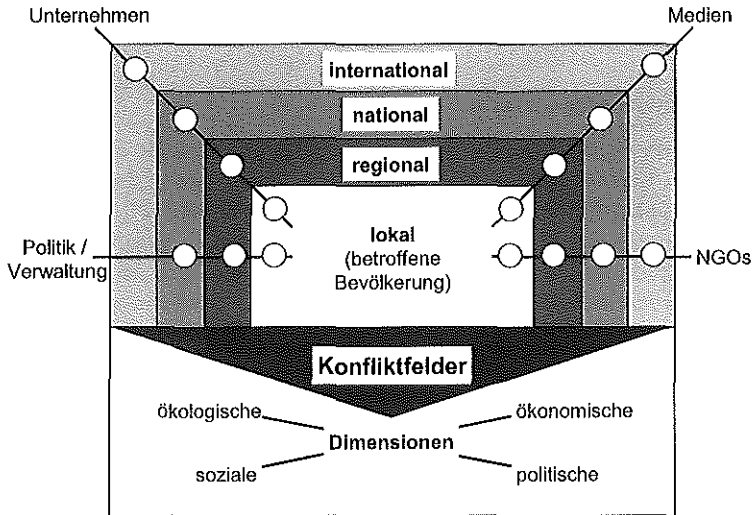 Unternehmen
Medien
international
national
regional
lokal
(betroffene
Bevölkerung)
Politik /
Verwaltung
NGOs
Konfliktfelder
ökologische
ökonomische
Dimensionen
soziale
politische